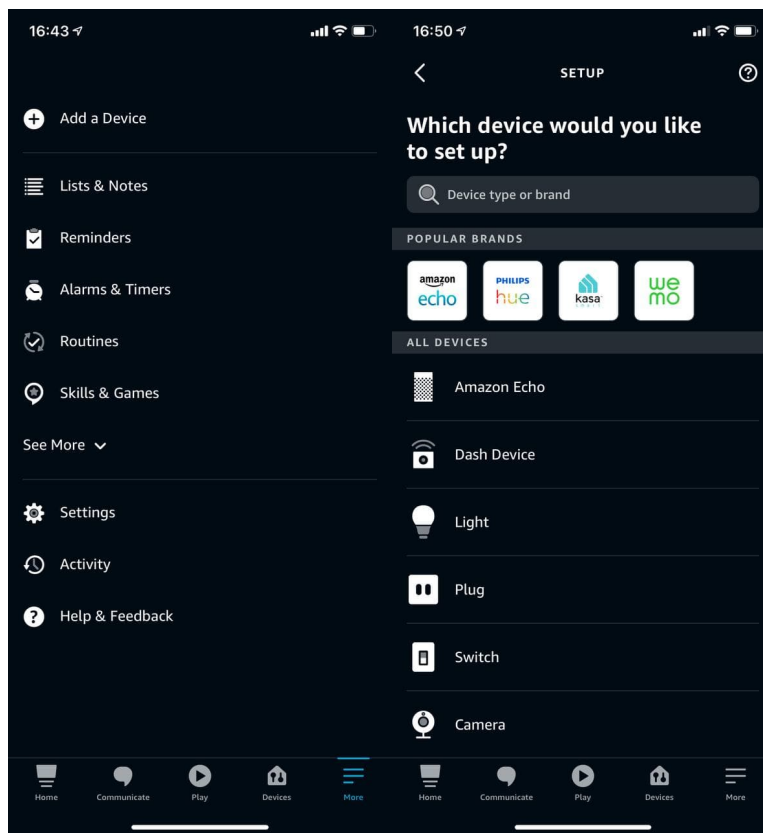 16:43
Add a Device
Lists & Notes
Reminders
Alarms & Timers
Routines
Skills & Games
See More
Settings
Activity
Help & Feedback
Home
Communicate
Play
Devices
More
16:50
SETUP
Which device would you like
to set up?
Device type or brand
POPULAR BRANDS
amazon
echo
PHILIPS
hue
kasa
we
mo
ALL DEVICES
Amazon Echo
Dash Device
Light
Plug
Switch
Camera
Home
Communicate
Play
Devices
More